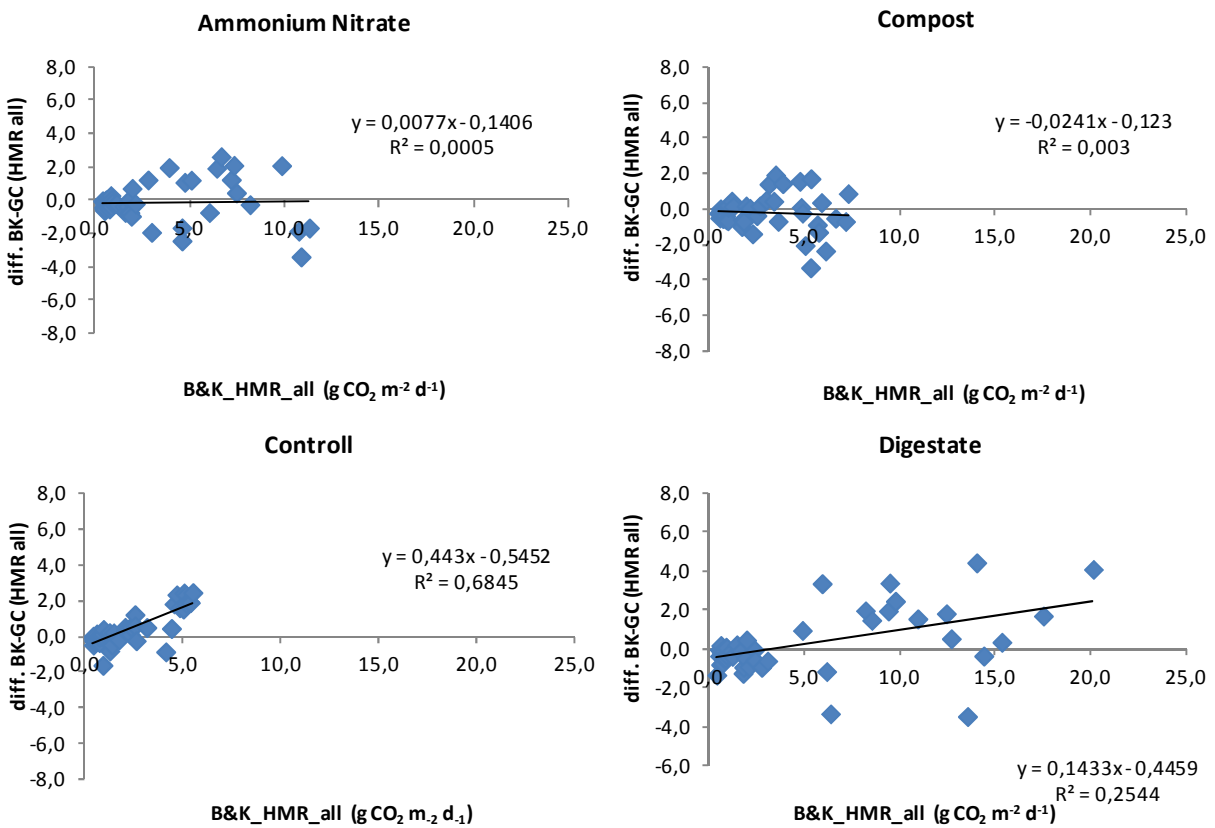 Ammonium Nitrate
8,0
6,0
4,0
2,0
0,0
-2,0
-4,0
-6,0
-8,0
0,0 5,0 10,0 15,0 20,0 25,0
y = 0,0077x - 0,1406
R² = 0,0005
diff. BK-GC (HMR all)
B&K_HMR_all (g CO₂ m⁻² d⁻¹)
Compost
8,0
6,0
4,0
2,0
0,0
-2,0
-4,0
-6,0
-8,0
0,0 5,0 10,0 15,0 20,0 25,0
y = -0,0241x - 0,123
R² = 0,003
diff. BK-GC (HMR all)
B&K_HMR_all (g CO₂ m⁻² d⁻¹)
Controll
8,0
6,0
4,0
2,0
0,0
-2,0
-4,0
-6,0
-8,0
0,0 5,0 10,0 15,0 20,0 25,0
y = 0,443x - 0,5452
R² = 0,6845
diff. BK-GC (HMR all)
B&K_HMR_all (g CO₂ m₋₂ d₋₁)
Digestate
8,0
6,0
4,0
2,0
0,0
-2,0
-4,0
-6,0
0,0 5,0 10,0 15,0 20,0 25,0
y = 0,1433x - 0,4459
R² = 0,2544
diff. BK-GC (HMR all)
B&K_HMR_all (g CO₂ m⁻² d⁻¹)